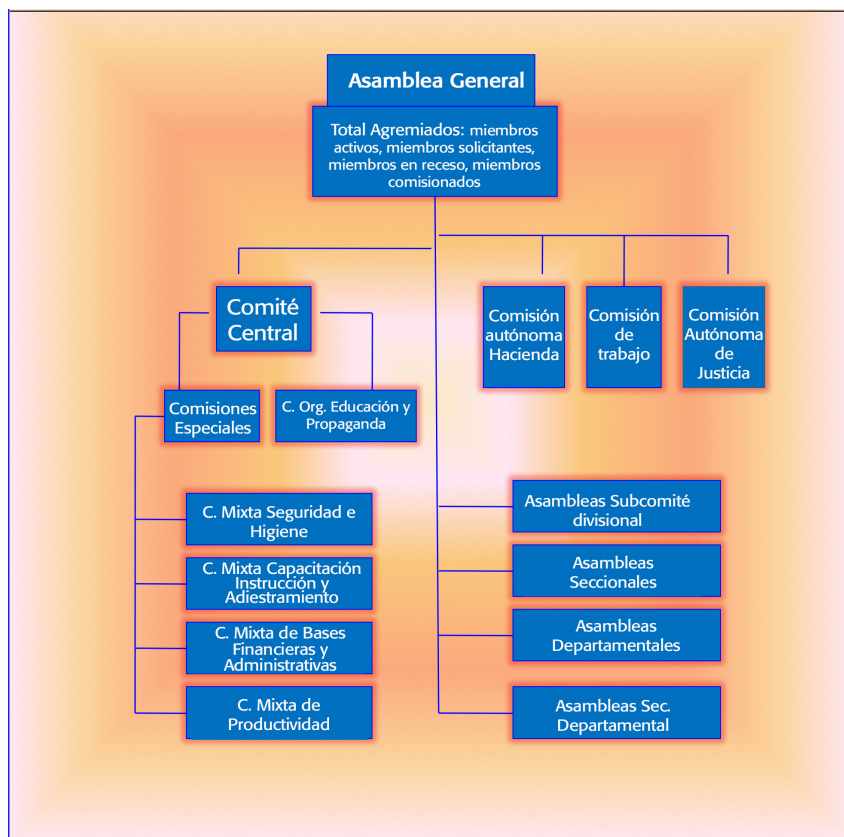 Asamblea General
Total Agremiados: miembros
activos, miembros solicitantes,
miembros en receso, miembros
comisionados
Comité
Central
Comisión
autónoma
Hacienda
Comisión
de
trabajo
Comisión
Autónoma
de
Justicia
Comisiones
Especiales
C. Org. Educación y
Propaganda
C. Mixta Seguridad e
Higiene
C. Mixta Capacitación
Instrucción y
Adiestramiento
C. Mixta de Bases
Financieras y
Administrativas
C. Mixta de
Productividad
Asambleas Subcomité
divisional
Asambleas
Seccionales
Asambleas
Departamentales
Asambleas Sec.
Departamental